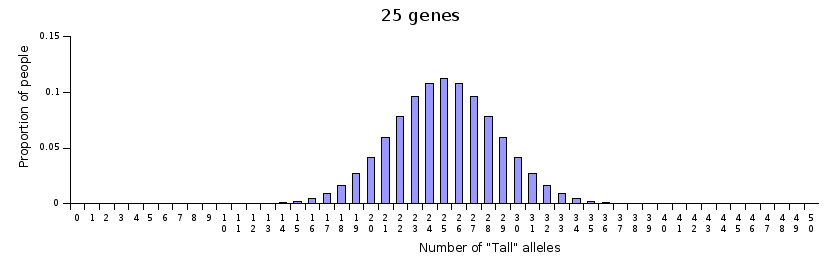 25 genes
0.15
0.1
0.05
0
Proportion of people
0 1 2 3 4 5 6 7 8 9 10 11 12 13 14 15 16 17 18 19 20 21 22 23 24 25 26 27 28 29 30 31 32 33 34 35 36 37 38 39 40 41 42 43 44 45 46 47 48 49 50
Number of "Tall" alleles